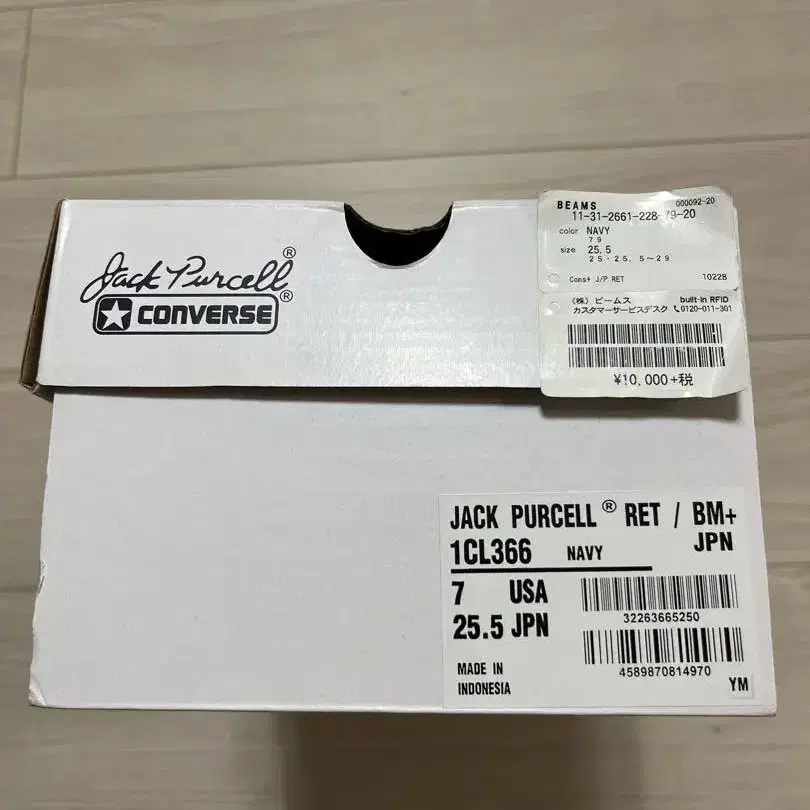 Jack Purcell®
CONVERSE®
BEAMS 000092-20
11-31-2661-228-79-20
color NAVY
79
size 25.5
25-25.5~29
Cons+ J/P RET 10228
(株)ビームス built-in RFID
カスタマーサービスデスク 0120-011-301
¥10,000+税
JACK PURCELL® RET / BM+
1CL366 NAVY JPN
7 USA
32263665250
25.5 JPN
4589870814970
MADE IN
INDONESIA
YM